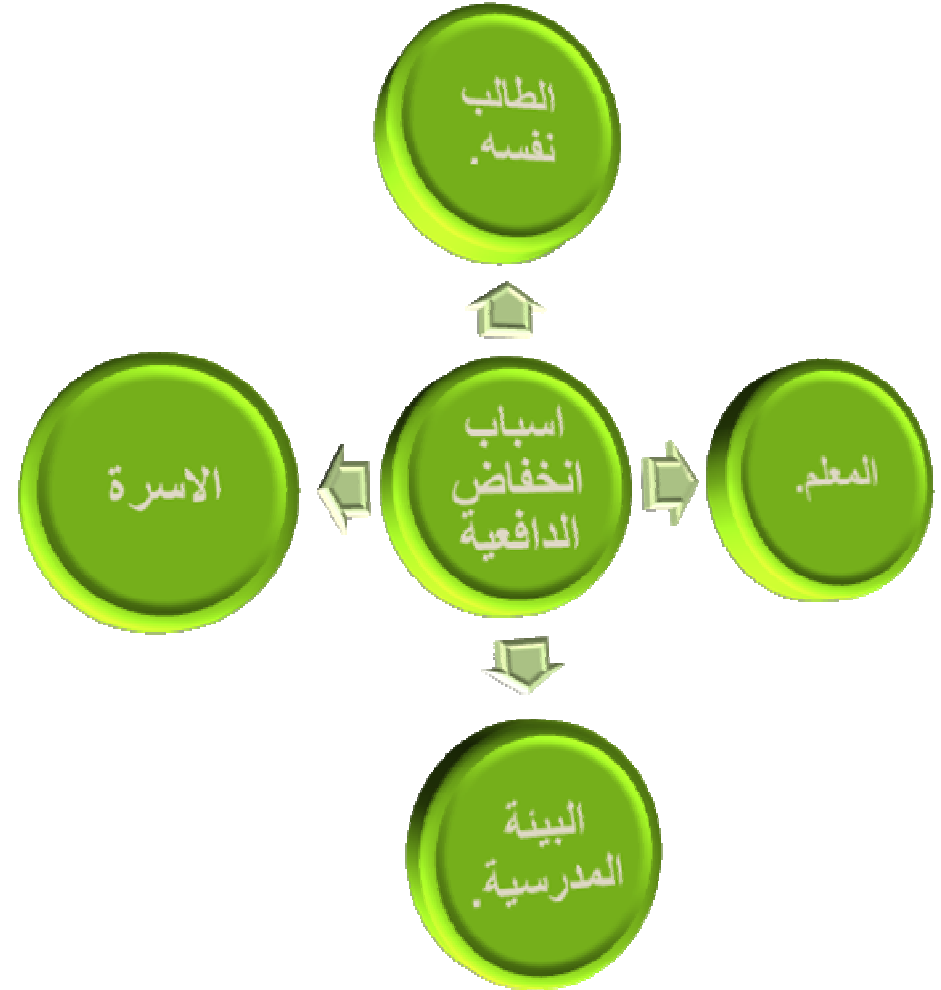 الطالب
نفسه.
اسباب
انخفاض
الدافعية
المعلم.
الاسرة
البيئة
المدرسية.